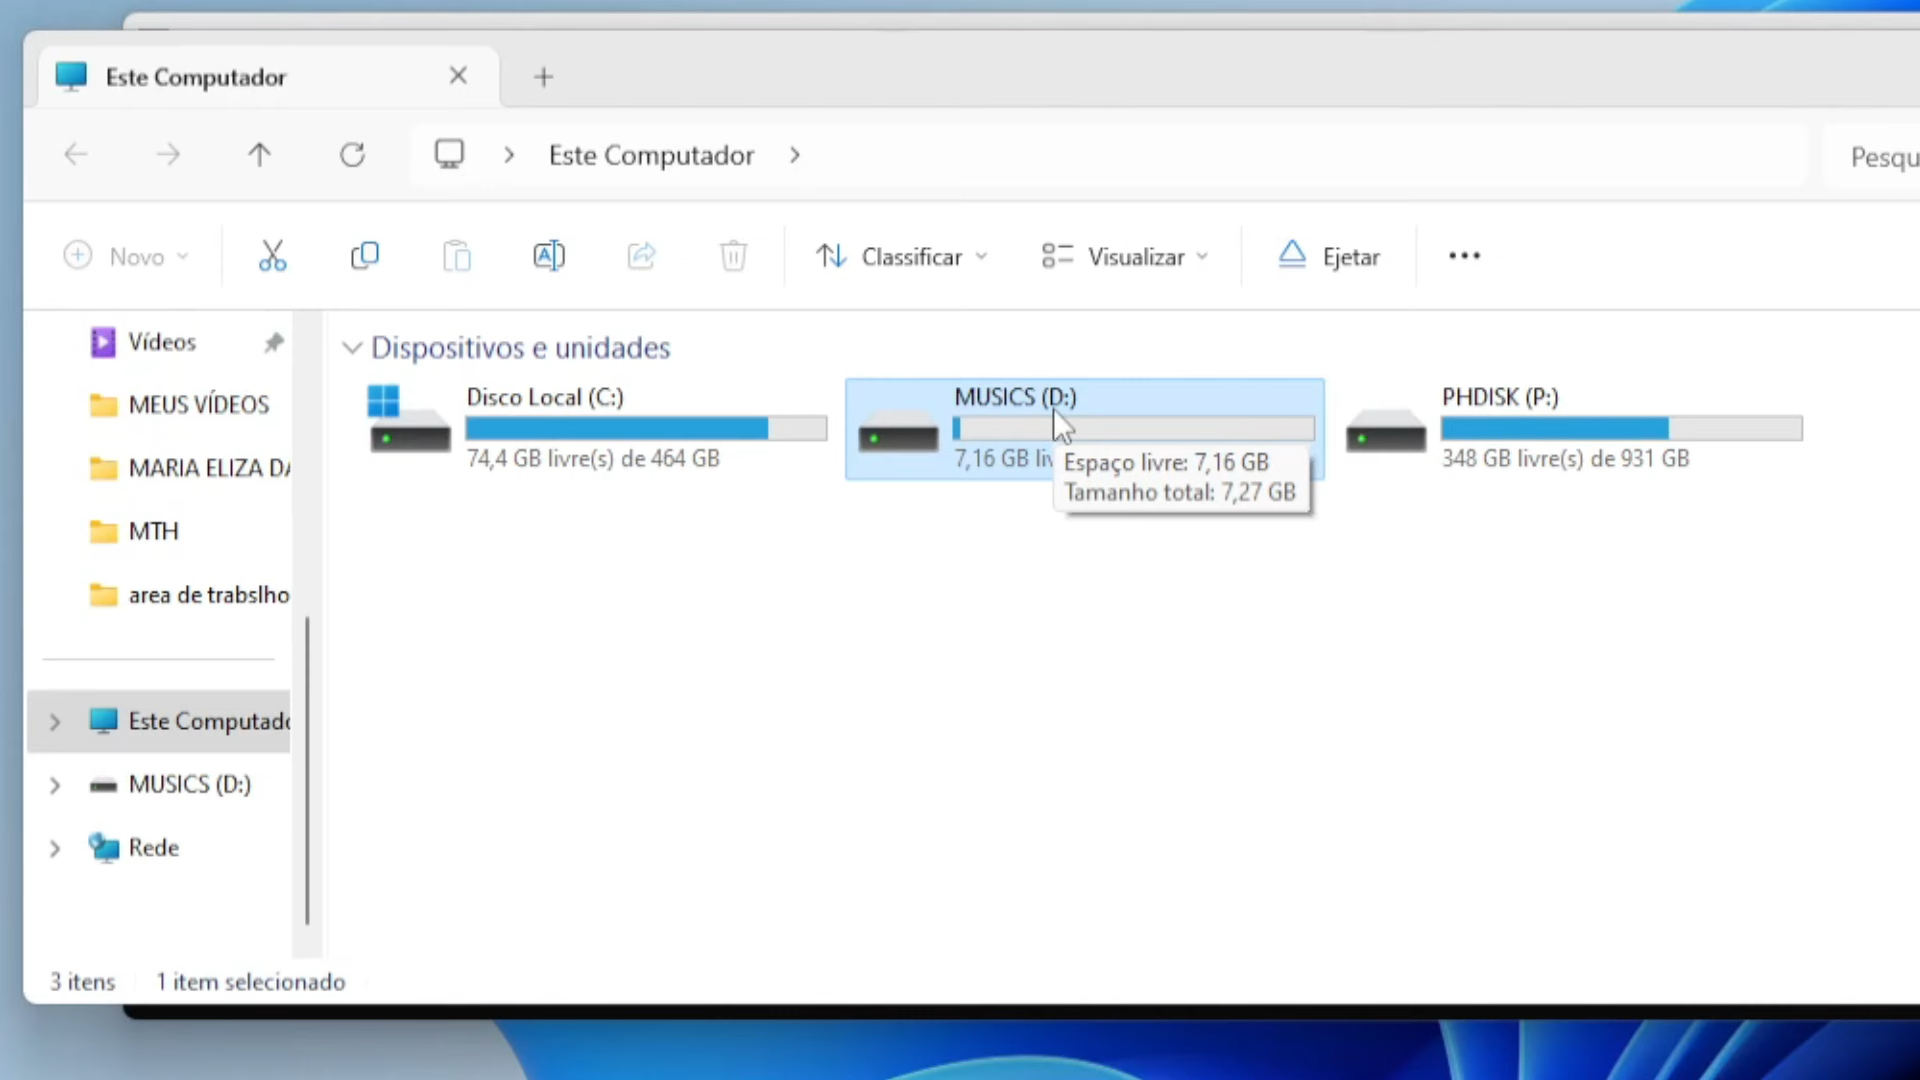 Este Computador
Este Computador
Novo
Classificar
Visualizar
Ejetar
Vídeos
MEUS VÍDEOS
MARIA ELIZA
MTH
area de trabslho
Este
MUSICS (D:)
Rede
Dispositivos e unidades
Disco Local (C:)
74,4 GB livre(s) de 464 GB
MUSICS (D:)
7,16 GB
Espaço livre: 7,16 GB
Tamanho total: 7,27 GB
PHDISK (P:)
348 GB livre(s) de 931 GB
3 itens
1 item selecionado